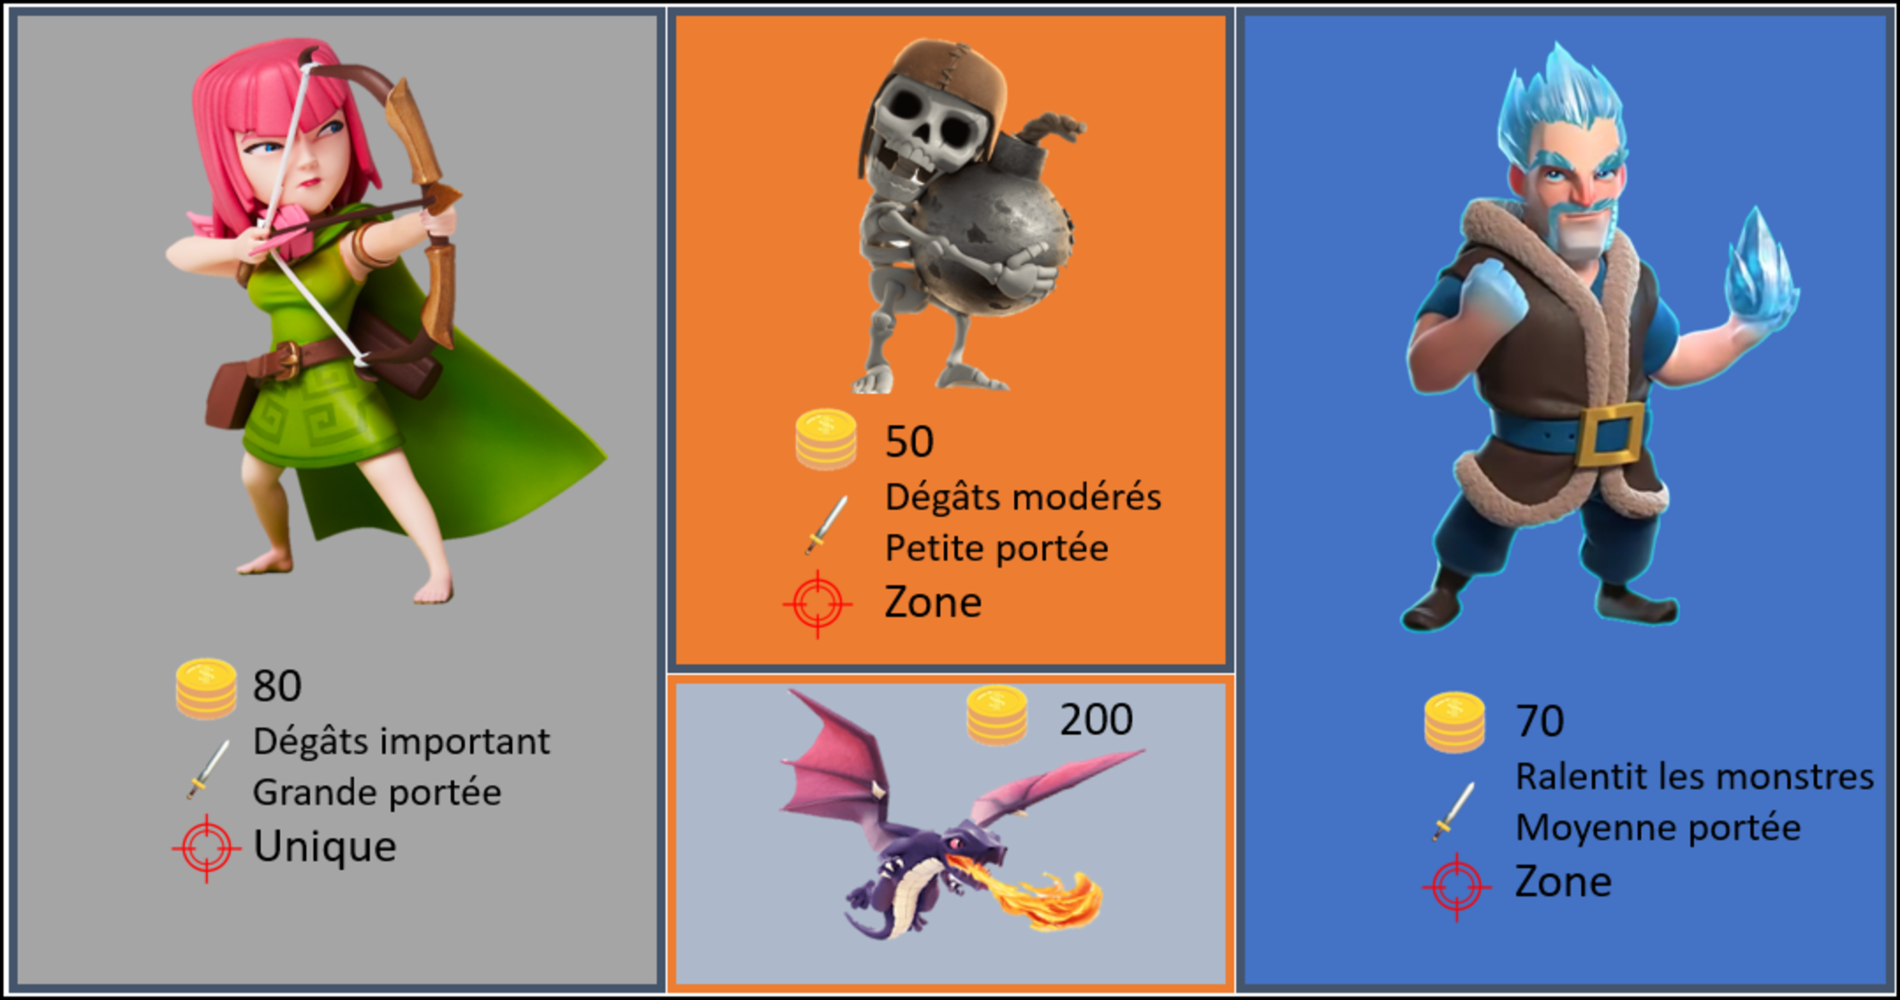 80
Dégâts important
Grande portée
Unique
50
Dégâts modérés
Petite portée
Zone
200
70
Ralentit les monstres
Moyenne portée
Zone